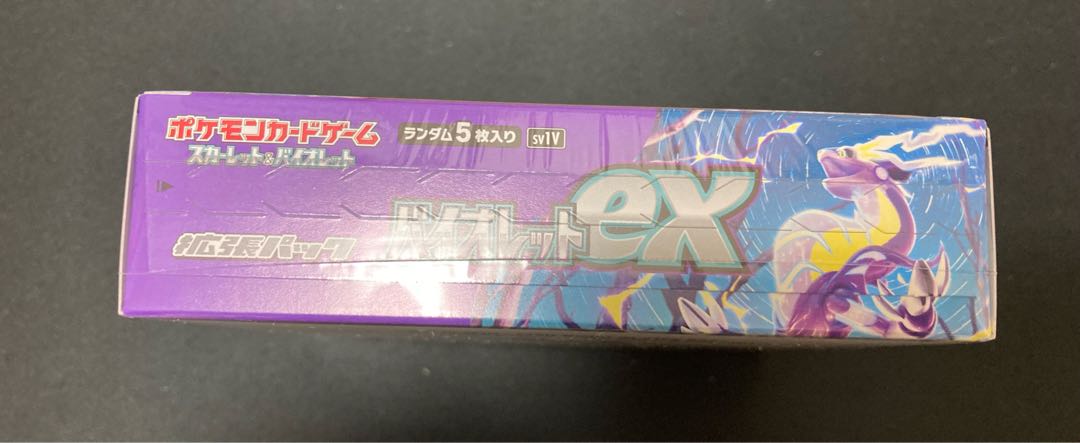 ポケモンカードゲーム
スカーレット&バイオレット
ランダム5枚入り SV1V
拡張パック バイオレットex